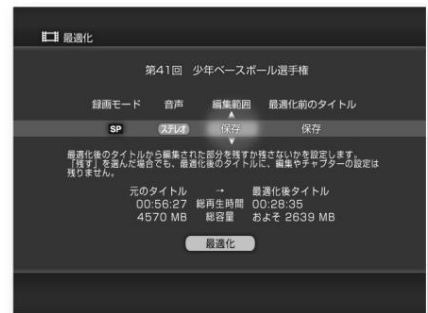 最適化
第41回 少年ベースボール選手権
録画モード 音声 編集範囲 最適化前のタイトル
SP ステレオ 保存 保存
最適化後のタイトルから編集された部分を残すか残さないかを設定します。
「残す」を選んだ場合でも、最適化後のタイトルに、編集やチャプターの設定は
残りません。
元のタイトル → 最適化後タイトル
00:56:27 総再生時間 00:28:35
4570 MB 総容量 およそ 2639 MB
最適化